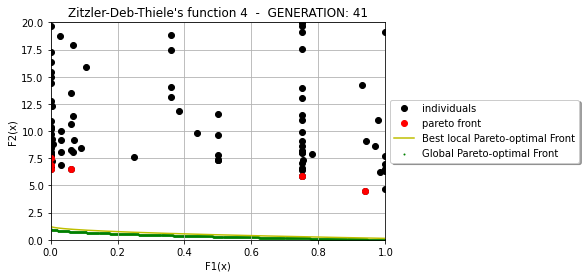 Zitzler-Deb-Thiele's function 4 - GENERATION: 41
20.0
17.5
15.0
12.5
10.0
7.5
5.0
2.5
0.0
F2(x)
0.0 0.2 0.4 0.6 0.8 1.0
F1(x)
individuals
pareto front
Best local Pareto-optimal Front
Global Pareto-optimal Front